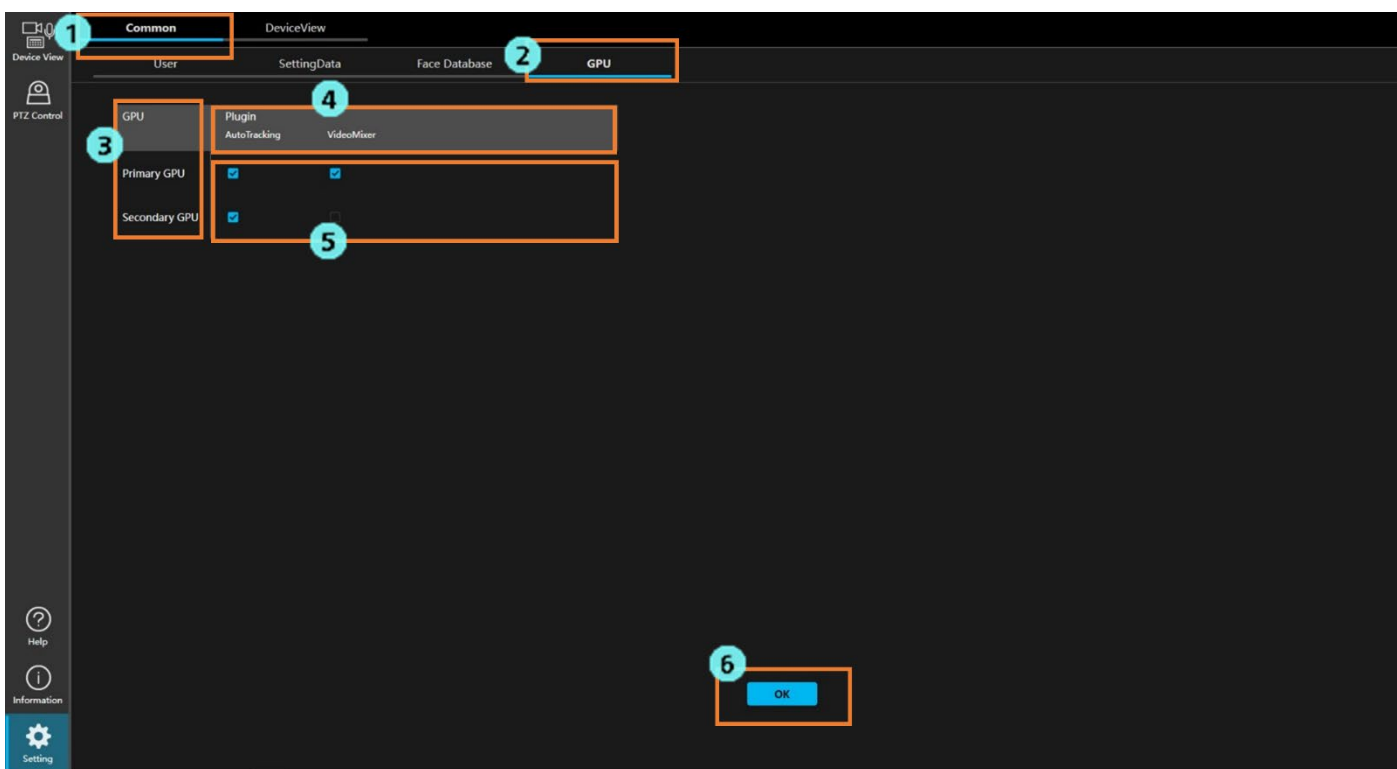 1
Common
DeviceView
Device View
2
User
SettingData
Face Database
GPU
PTZ Control
4
3
GPU
Plugin
AutoTracking
VideoMixer
Primary GPU
Secondary GPU
5
Help
6
Information
OK
Setting